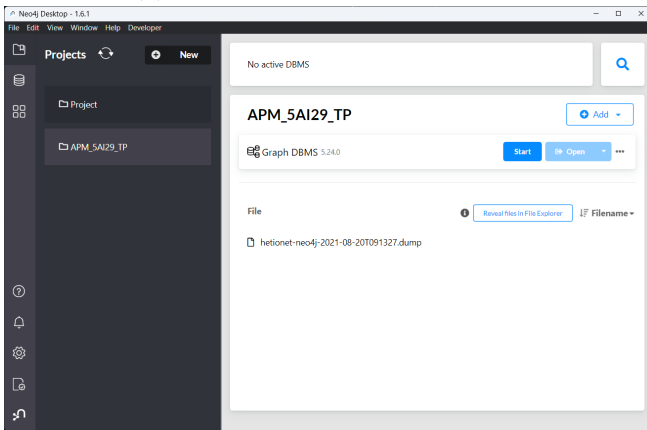 Neo4j Desktop - 1.6.1
File Edit View Window Help Developer
Projects
New
Project
APM_5AI29_TP
No active DBMS
APM_5AI29_TP
Add
Graph DBMS 5.24.0
Start
Open
File
Reveal files in File Explorer
Filename
hetionet-neo4j-2021-08-20T091327.dump